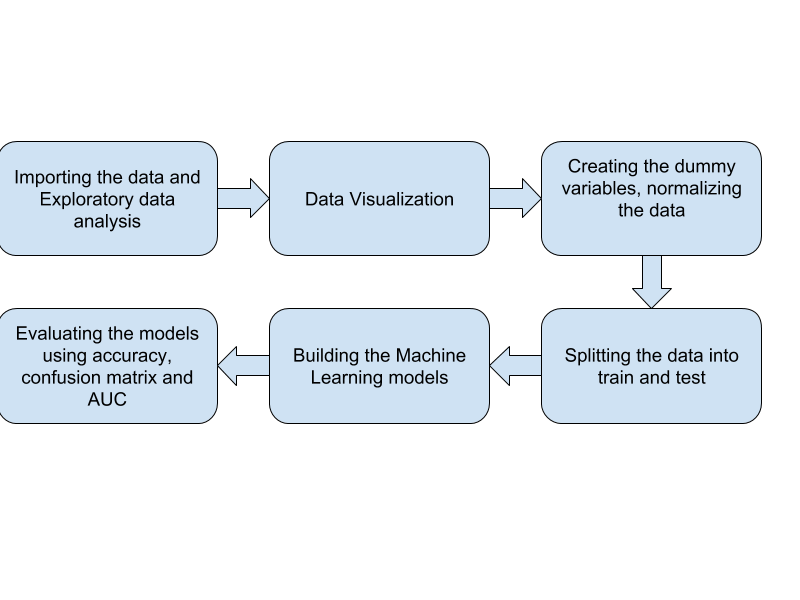 Importing the data and
Exploratory data
analysis
Data Visualization
Creating the dummy
variables, normalizing
the data
Splitting the data into
train and test
Building the Machine
Learning models
Evaluating the models
using accuracy,
confusion matrix and
AUC